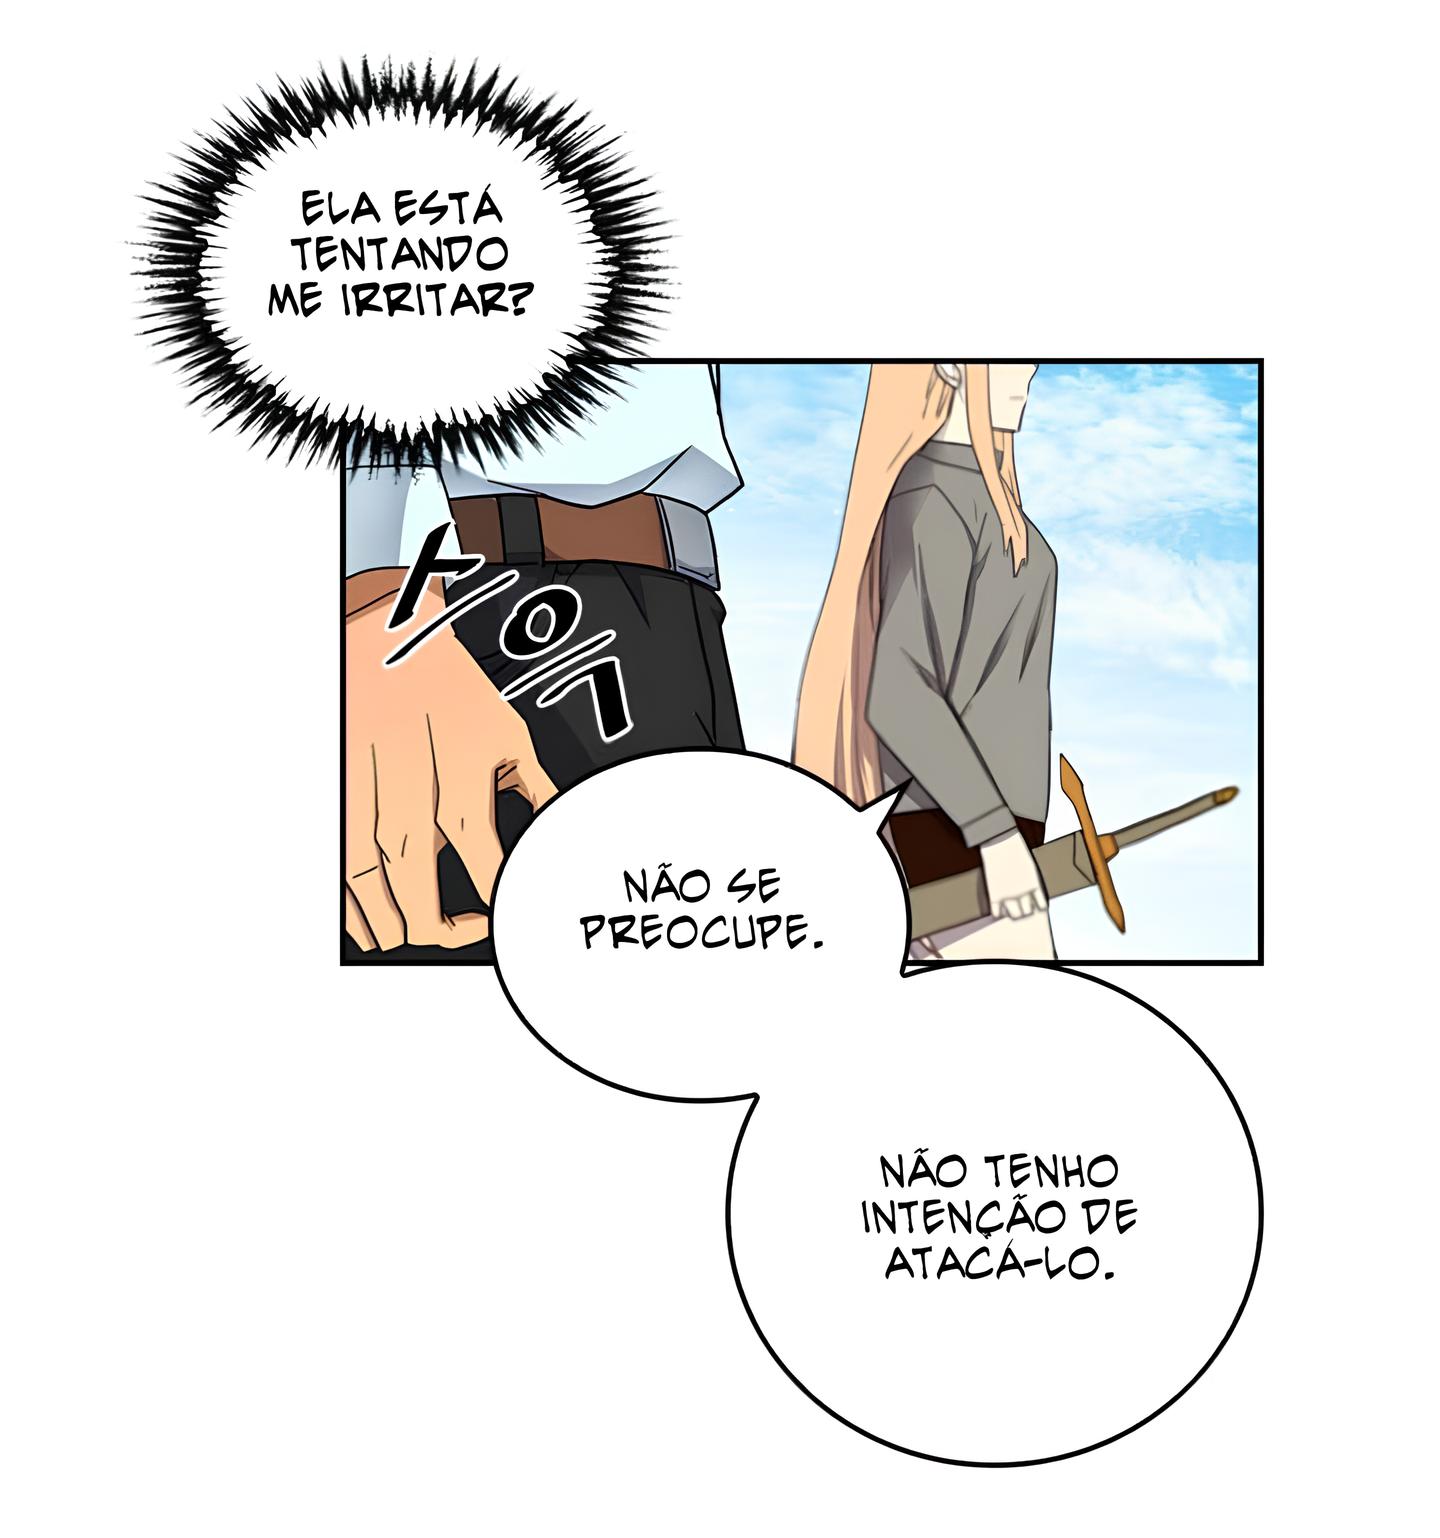 ELA ESTÁ
TENTANDO
ME IRRITAR?
스윽
NÃO SE
PREOCUPE.
NÃO TENHO
INTENÇÃO DE
ATACÁ-LO.